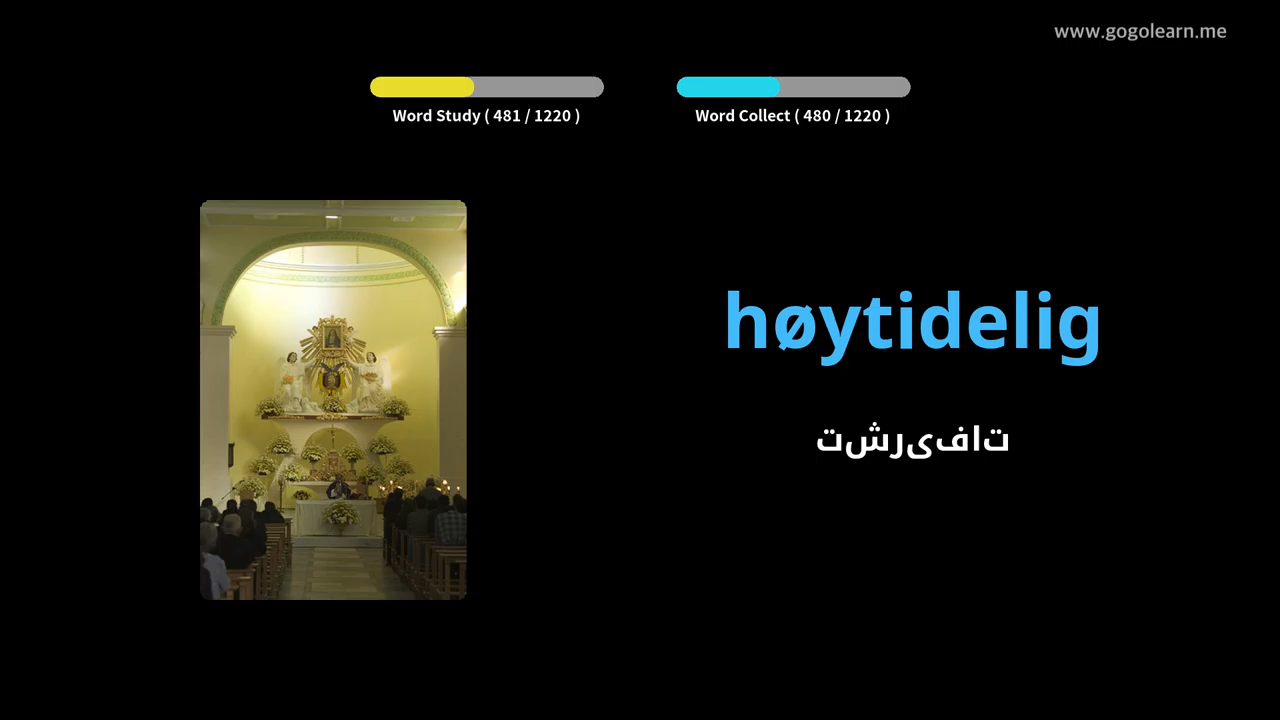 www.gogolearn.me
Word Study ( 481 / 1220 )
Word Collect ( 480 / 1220 )
høytidelig
تافیرشت